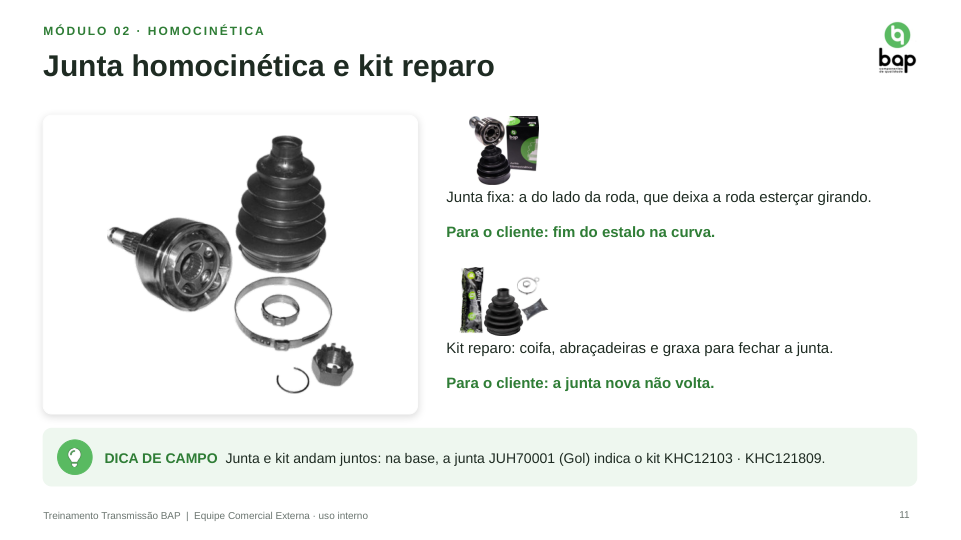 MÓDULO 02 · HOMOCINÉTICA
Junta homocinética e kit reparo
bap
bap
Junta fixa: a do lado da roda, que deixa a roda esterçar girando.
Para o cliente: fim do estalo na curva.
Kit reparo: coifa, abraçadeiras e graxa para fechar a junta.
Para o cliente: a junta nova não volta.
DICA DE CAMPO Junta e kit andam juntos: na base, a junta JUH70001 (Gol) indica o kit KHC12103 · KHC121809.
Treinamento Transmissão BAP | Equipe Comercial Externa · uso interno
11